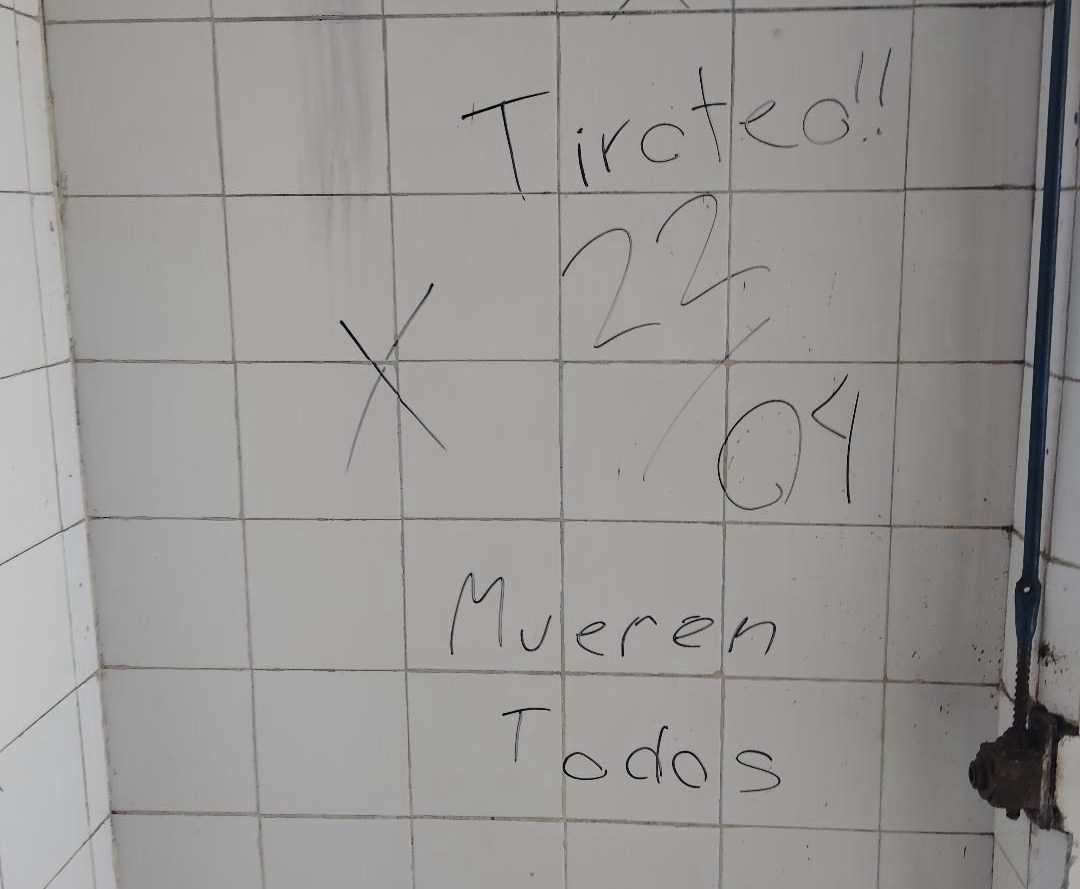 Tiroteo!!
22
/
04
X
Mueren
Todos